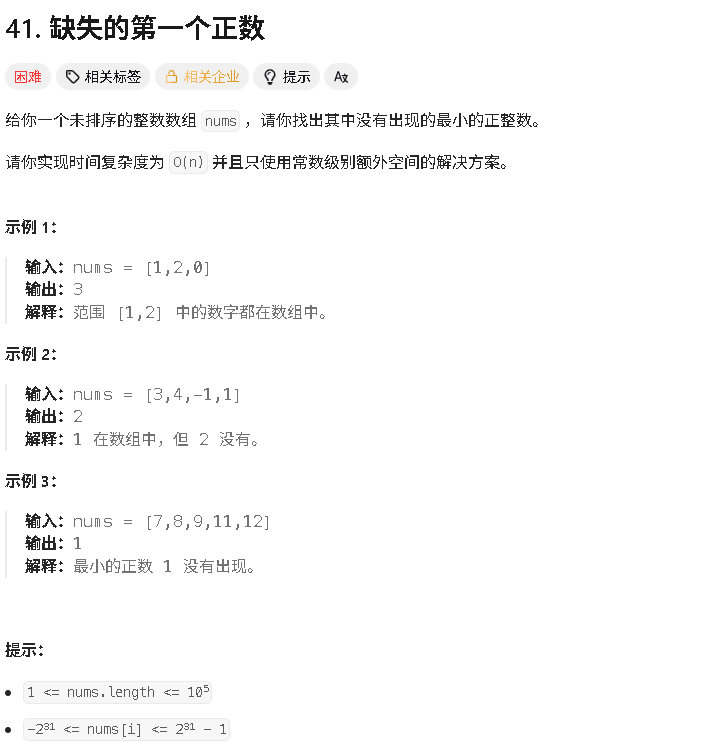 41. 缺失的第一个正数
困难 相关标签 相关企业 提示 Aⱬ
给你一个未排序的整数数组 nums ，请你找出其中没有出现的最小的正整数。
请你实现时间复杂度为 O(n) 并且只使用常数级别额外空间的解决方案。
示例 1：
输入：nums = [1,2,0]
输出：3
解释：范围 [1,2] 中的数字都在数组中。
示例 2：
输入：nums = [3,4,-1,1]
输出：2
解释：1 在数组中，但 2 没有。
示例 3：
输入：nums = [7,8,9,11,12]
输出：1
解释：最小的正数 1 没有出现。
提示：
1 <= nums.length <= 10⁵
-2³¹ <= nums[i] <= 2³¹ - 1